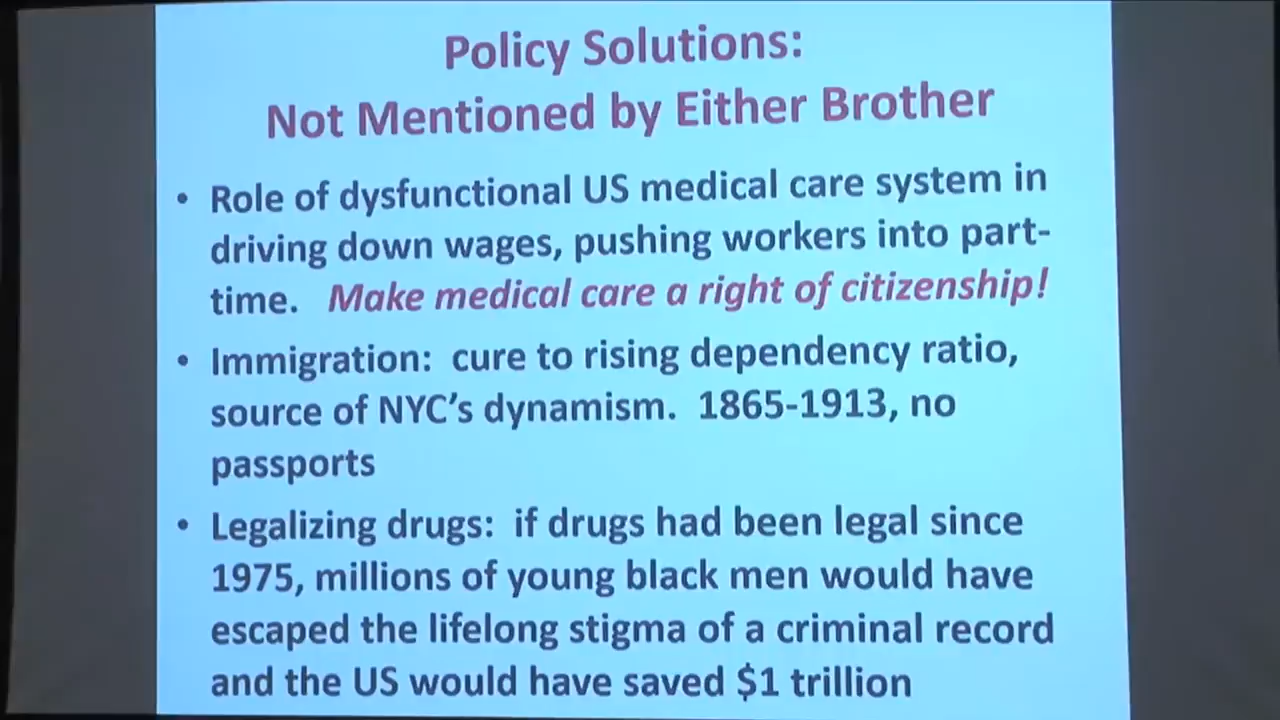 Policy Solutions:
Not Mentioned by Either Brother
• Role of dysfunctional US medical care system in
driving down wages, pushing workers into part-
time. Make medical care a right of citizenship!
• Immigration: cure to rising dependency ratio,
source of NYC's dynamism. 1865-1913, no
passports
• Legalizing drugs: if drugs had been legal since
1975, millions of young black men would have
escaped the lifelong stigma of a criminal record
and the US would have saved $1 trillion